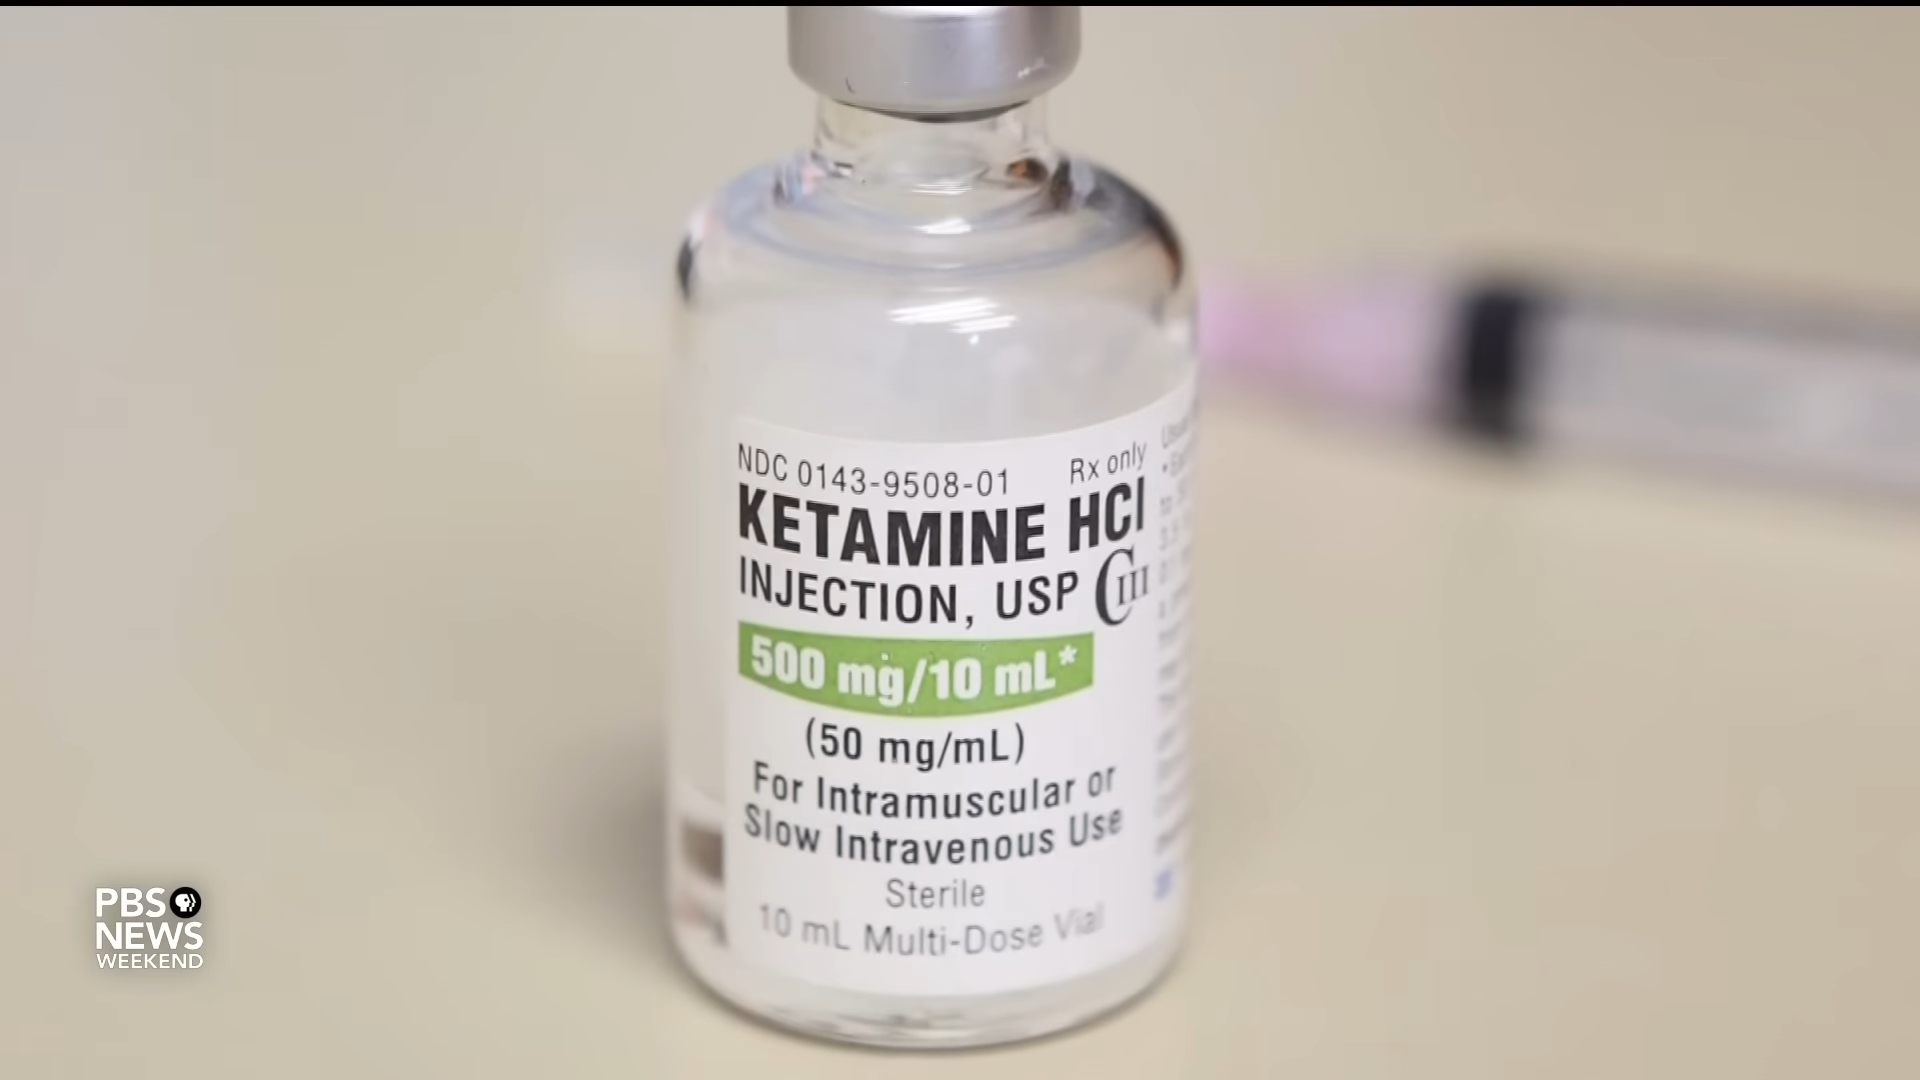 NDC 0143-9508-01 Rx only
KETAMINE HCl
INJECTION, USP CIII
500 mg/10 mL*
(50 mg/mL)
For Intramuscular or
Slow Intravenous Use
Sterile
10 mL Multi-Dose Vial
PBS
NEWS
WEEKEND